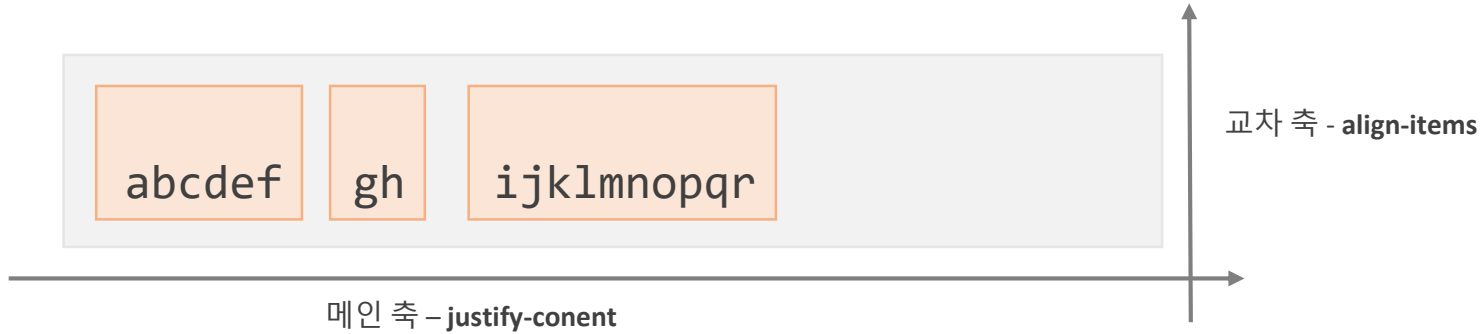 abcdef gh ijklmnopqr
교차 축 - align-items
메인 축 – justify-conent